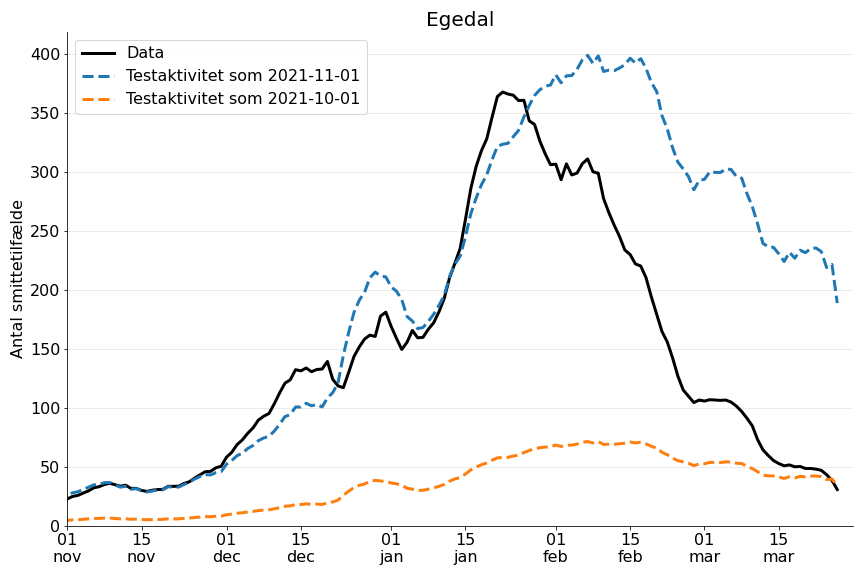 Egedal
Data
Testaktivitet som 2021-11-01
Testaktivitet som 2021-10-01
Antal smittetilfælde
400
350
300
250
200
150
100
50
0
01 15 01 15 01 15 01 15 01 15
nov nov dec dec jan jan feb feb mar mar